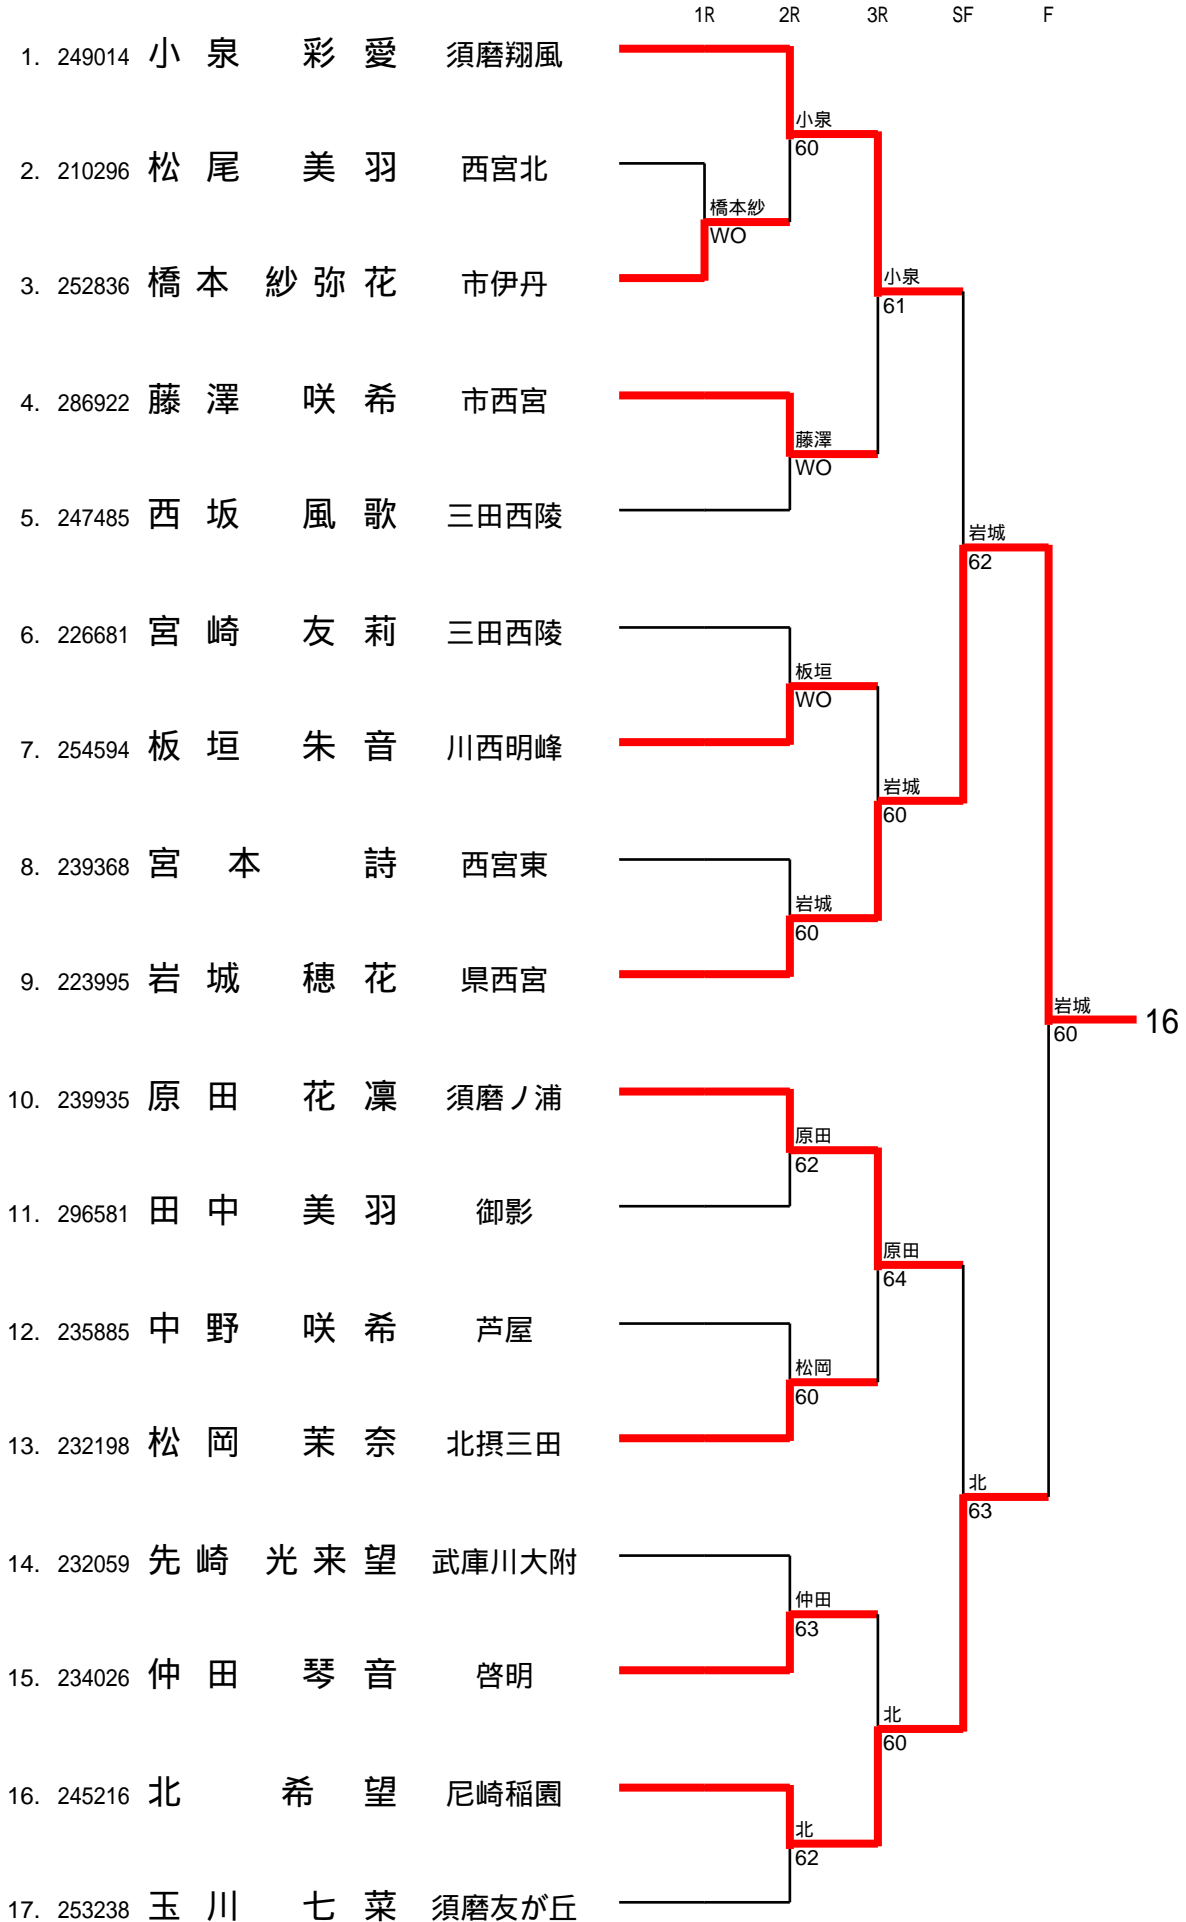 1R 2R 3R SF F
1. 249014 小泉 彩愛 須磨翔風
小泉
60
2. 210296 松尾 美羽 西宮北
橋本紗
WO
3. 252836 橋本 紗弥花 市伊丹
小泉
61
4. 286922 藤澤 咲希 市西宮
藤澤
WO
5. 247485 西坂 風歌 三田西陵
岩城
62
6. 226681 宮崎 友莉 三田西陵
板垣
WO
7. 254594 板垣 朱音 川西明峰
岩城
60
8. 239368 宮本 詩 西宮東
岩城
60
9. 223995 岩城 穂花 県西宮
岩城
60
16
10. 239935 原田 花凜 須磨ノ浦
原田
62
11. 296581 田中 美羽 御影
原田
64
12. 235885 中野 咲希 芦屋
松岡
60
13. 232198 松岡 茉奈 北摂三田
北
63
14. 232059 先崎 光来望 武庫川大附
仲田
63
15. 234026 仲田 琴音 啓明
北
60
16. 245216 北 希望 尼崎稲園
北
62
17. 253238 玉川 七菜 須磨友が丘